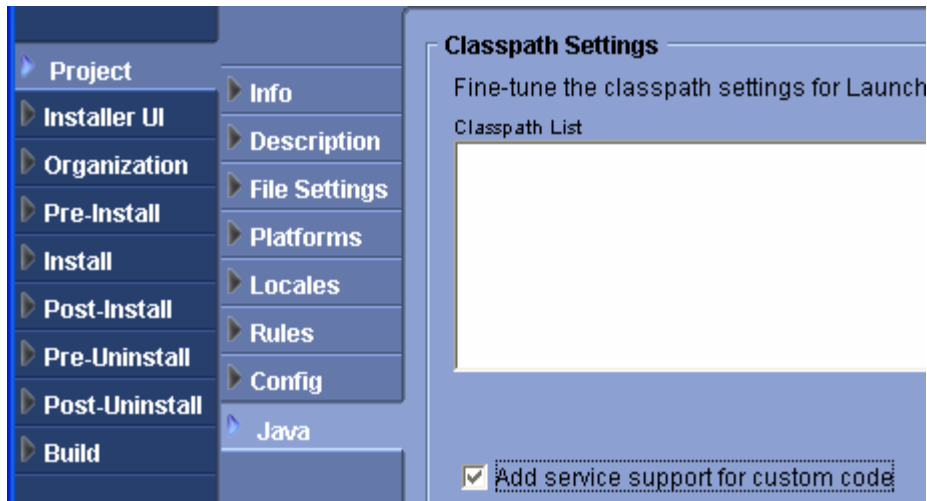 Project
Installer UI
Organization
Pre-Install
Install
Post-Install
Pre-Uninstall
Post-Uninstall
Build
Info
Description
File Settings
Platforms
Locales
Rules
Config
Java
Classpath Settings
Fine-tune the classpath settings for Launch
Classpath List
Add service support for custom code